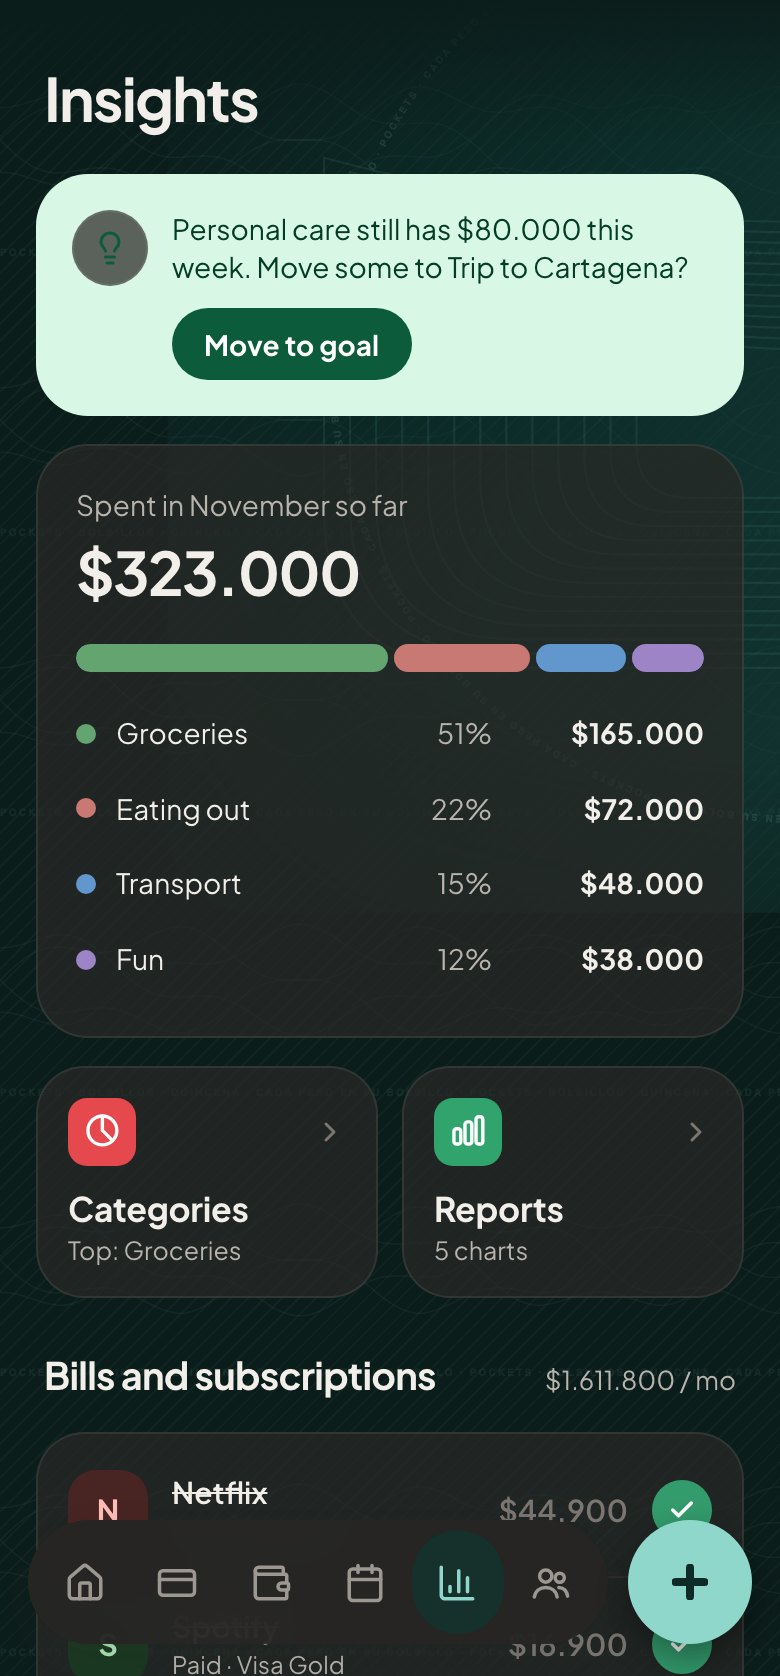 Insights
Personal care still has $80.000 this
week. Move some to Trip to Cartagena?
Move to goal
Spent in November so far
$323.000
Groceries 51% $165.000
Eating out 22% $72.000
Transport 15% $48.000
Fun 12% $38.000
Categories
Top: Groceries
Reports
5 charts
Bills and subscriptions $1.611.800 / mo
N Netflix $44.900
S Spotify $16.900
Paid · Visa Gold